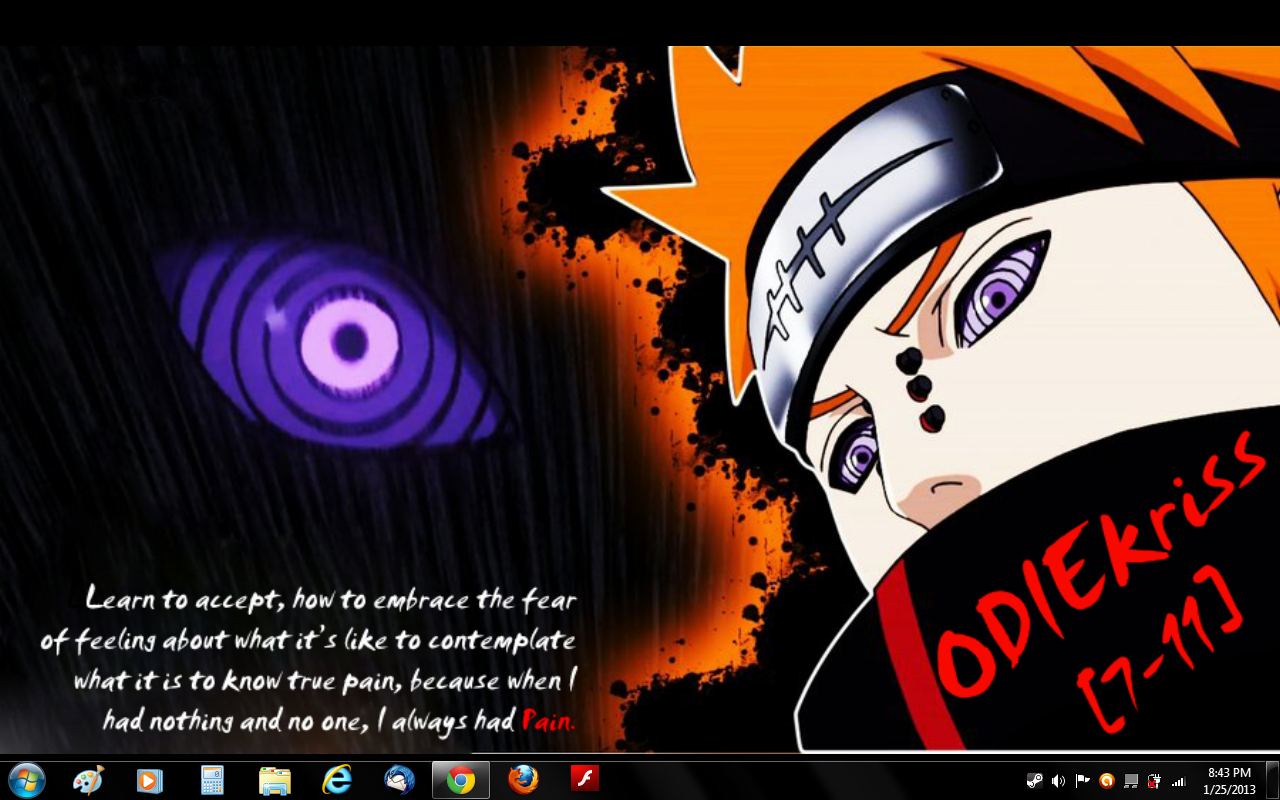 Learn to accept, how to embrace the fear
of feeling about what it's like to contemplate
what it is to know true pain, because when I
had nothing and no one, I always had Pain.
ODIEkriss
[7-11]
8:43 PM
1/25/2013